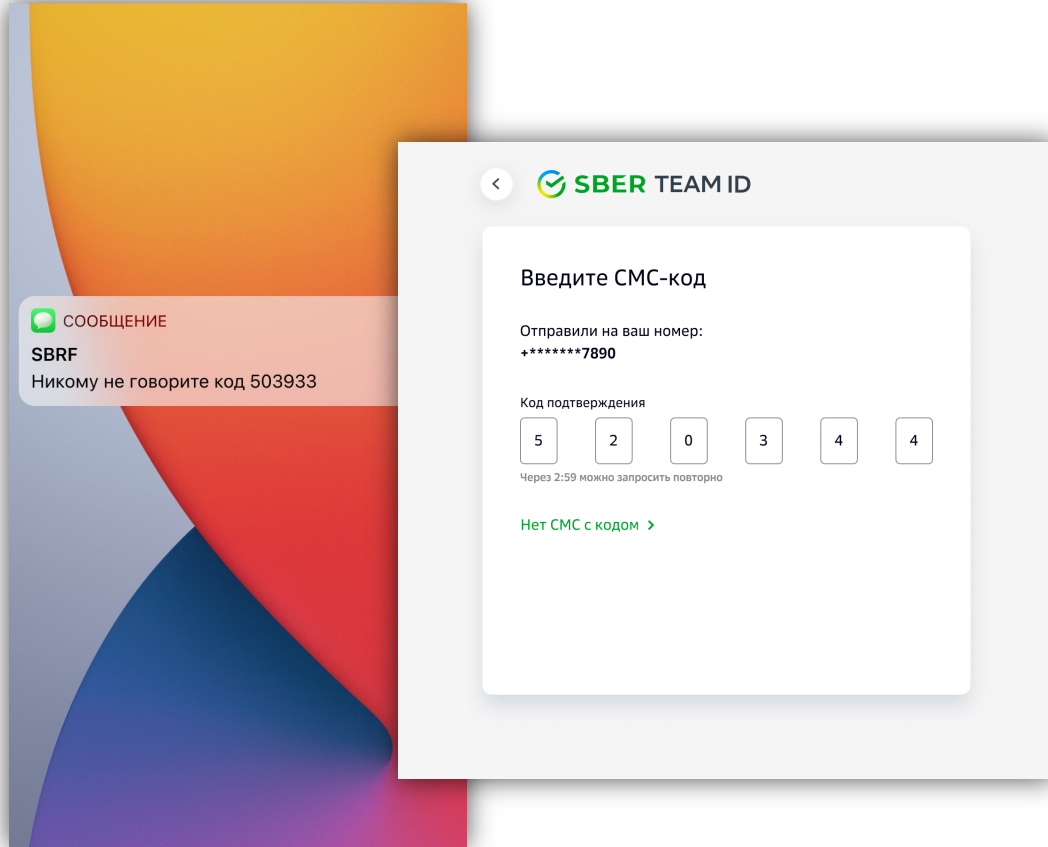 СООБЩЕНИЕ
SBRF
Никому не говорите код 503933
SBER TEAM ID
Введите СМС-код
Отправили на ваш номер:
+*******7890
Код подтверждения
5 2 0 3 4 4
Через 2:59 можно запросить повторно
Нет СМС с кодом